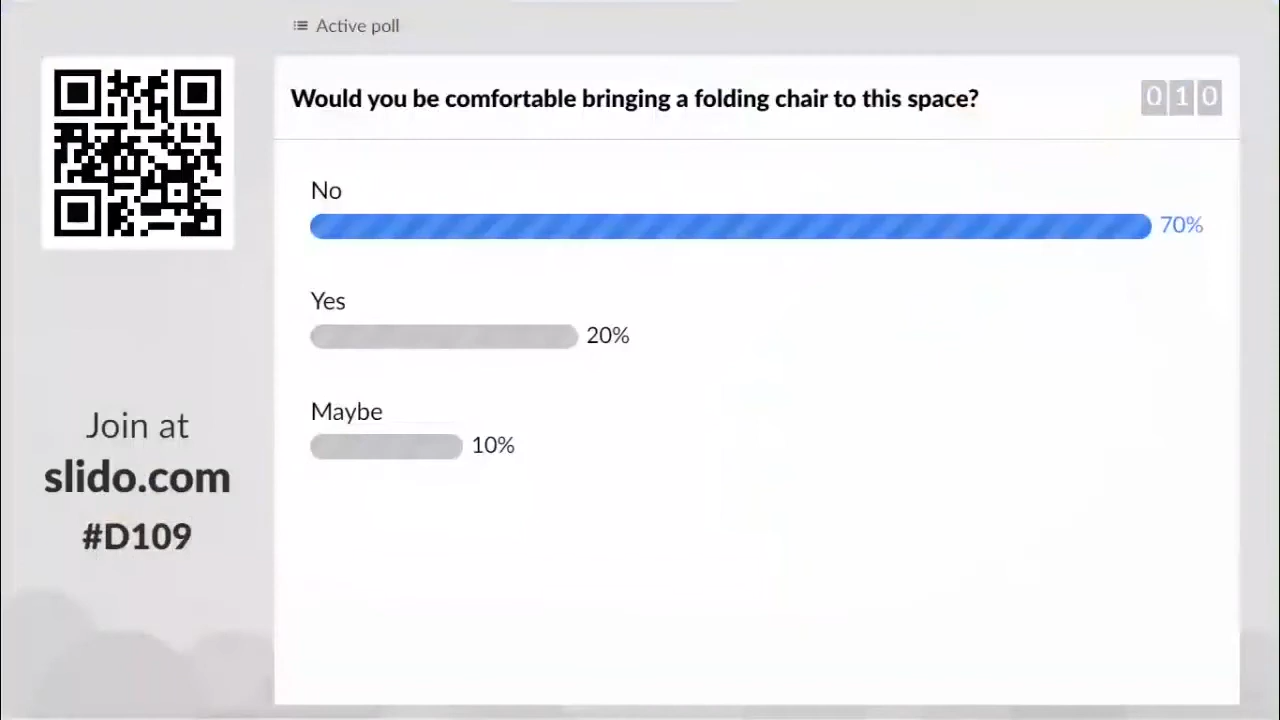 Active poll
Would you be comfortable bringing a folding chair to this space?
010
No
70%
Yes
20%
Maybe
10%
Join at
slido.com
#D109